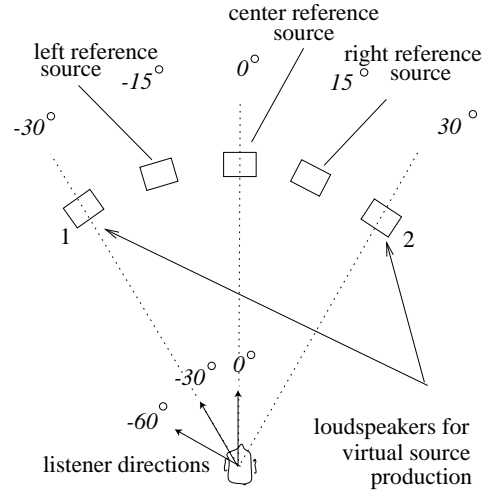 center reference
source
left reference
source
right reference
source
-15°
0°
15°
-30°
30°
1
2
-30°
0°
-60°
listener directions
loudspeakers for
virtual source
production